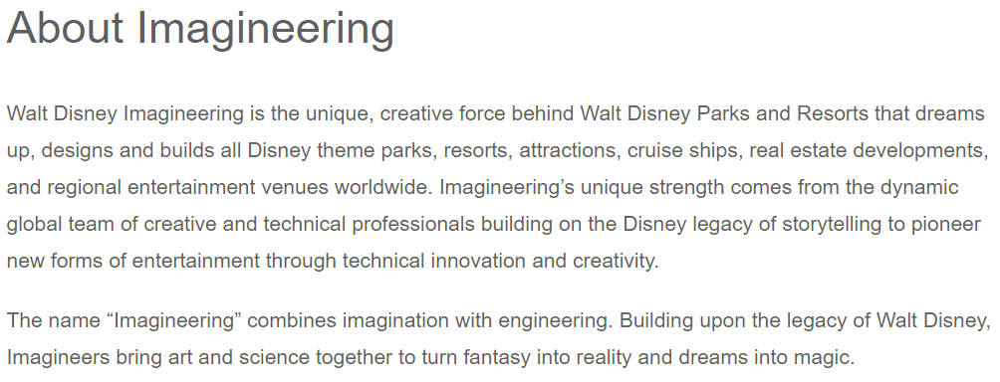 About Imagineering
Walt Disney Imagineering is the unique, creative force behind Walt Disney Parks and Resorts that dreams
up, designs and builds all Disney theme parks, resorts, attractions, cruise ships, real estate developments,
and regional entertainment venues worldwide. Imagineering’s unique strength comes from the dynamic
global team of creative and technical professionals building on the Disney legacy of storytelling to pioneer
new forms of entertainment through technical innovation and creativity.
The name “Imagineering” combines imagination with engineering. Building upon the legacy of Walt Disney,
Imagineers bring art and science together to turn fantasy into reality and dreams into magic.